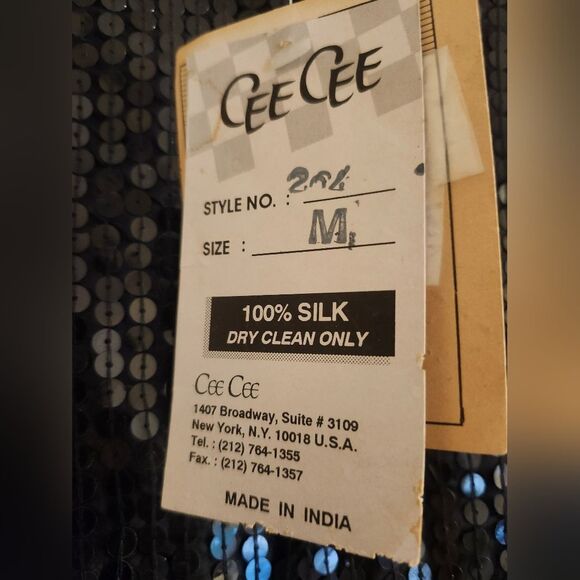 CEE CEE
STYLE NO. : 264
SIZE : M
100% SILK
DRY CLEAN ONLY
Cee Cee
1407 Broadway, Suite # 3109
New York, N.Y. 10018 U.S.A.
Tel. : (212) 764-1355
Fax. : (212) 764-1357
MADE IN INDIA